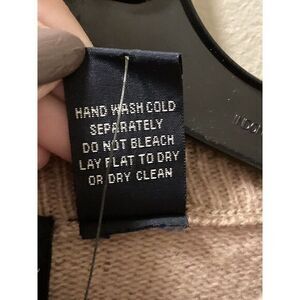 HAND WASH COLD
SEPARATELY
DO NOT BLEACH
LAY FLAT TO DRY
OR DRY CLEAN